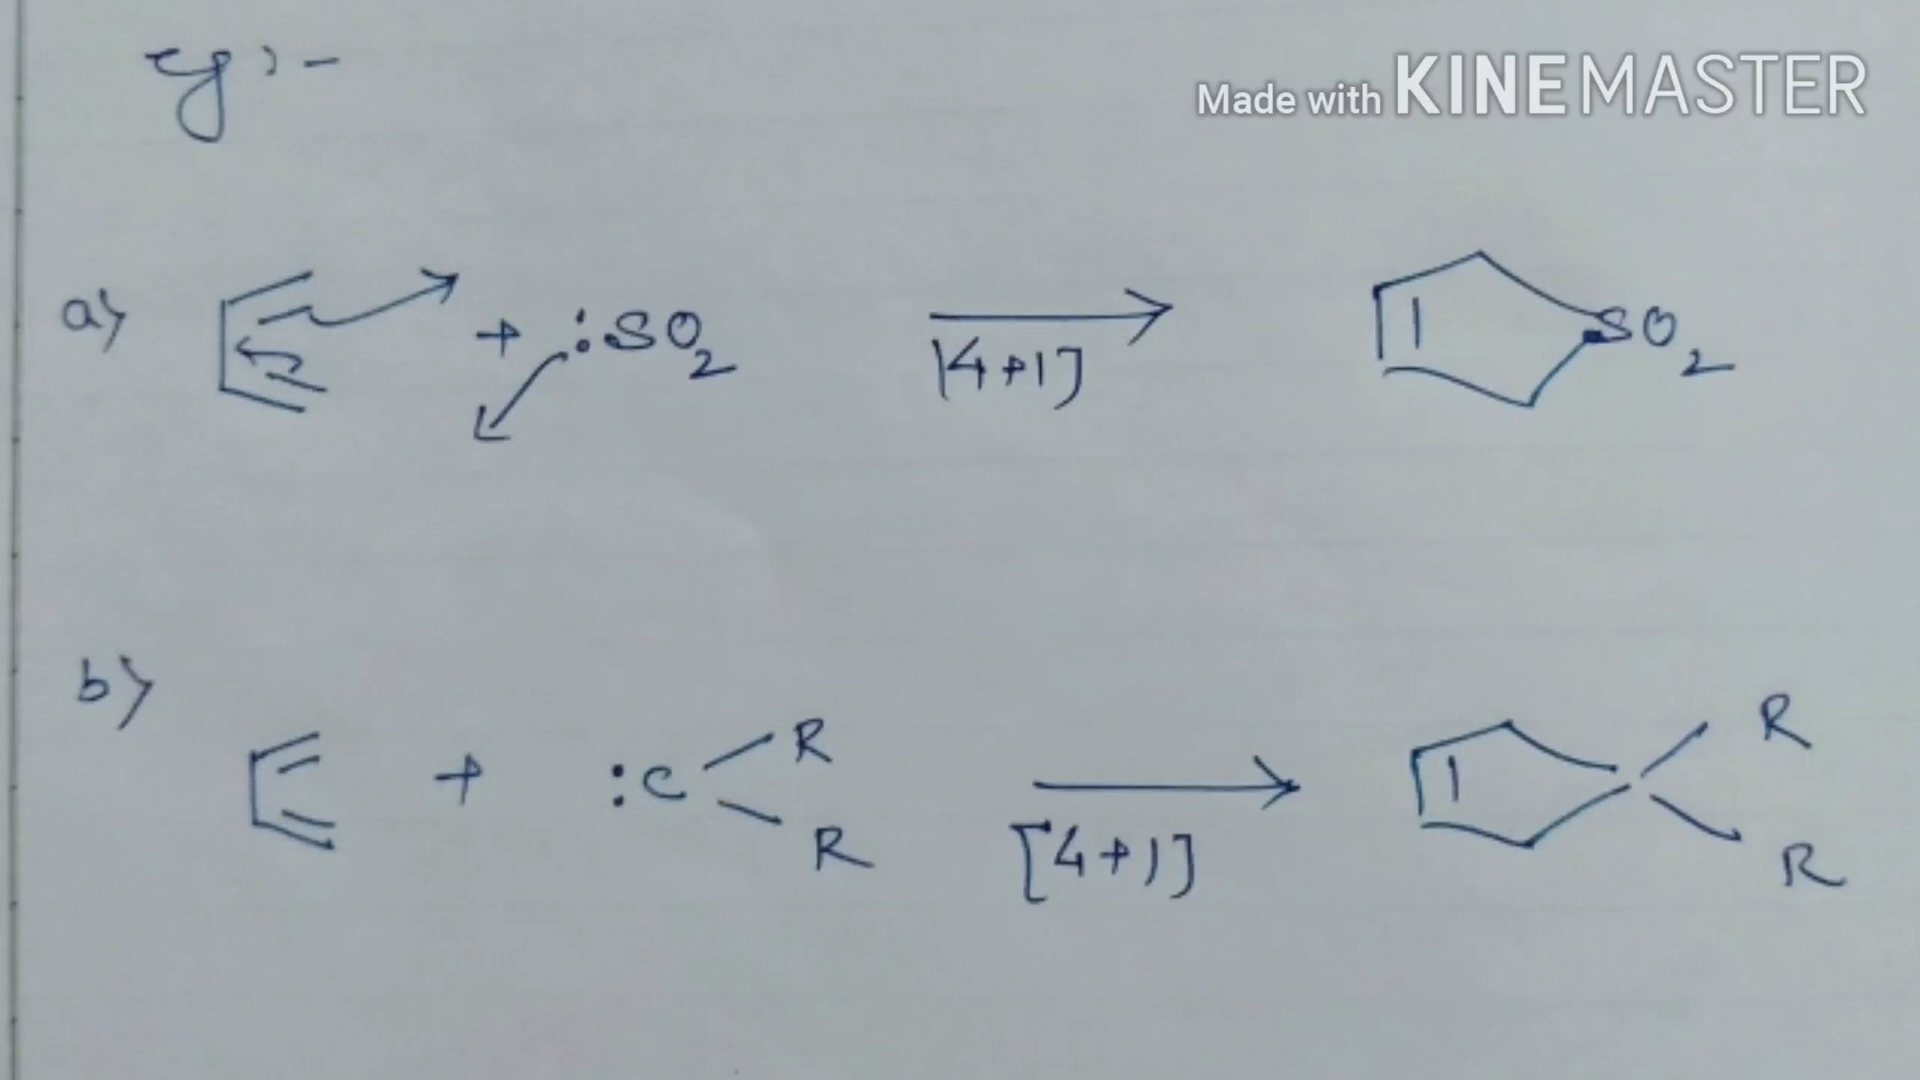 eg:-
Made with KINEMASTER
a) + :SO2 [4+1] SO2
b) + :C R R [4+1] R R